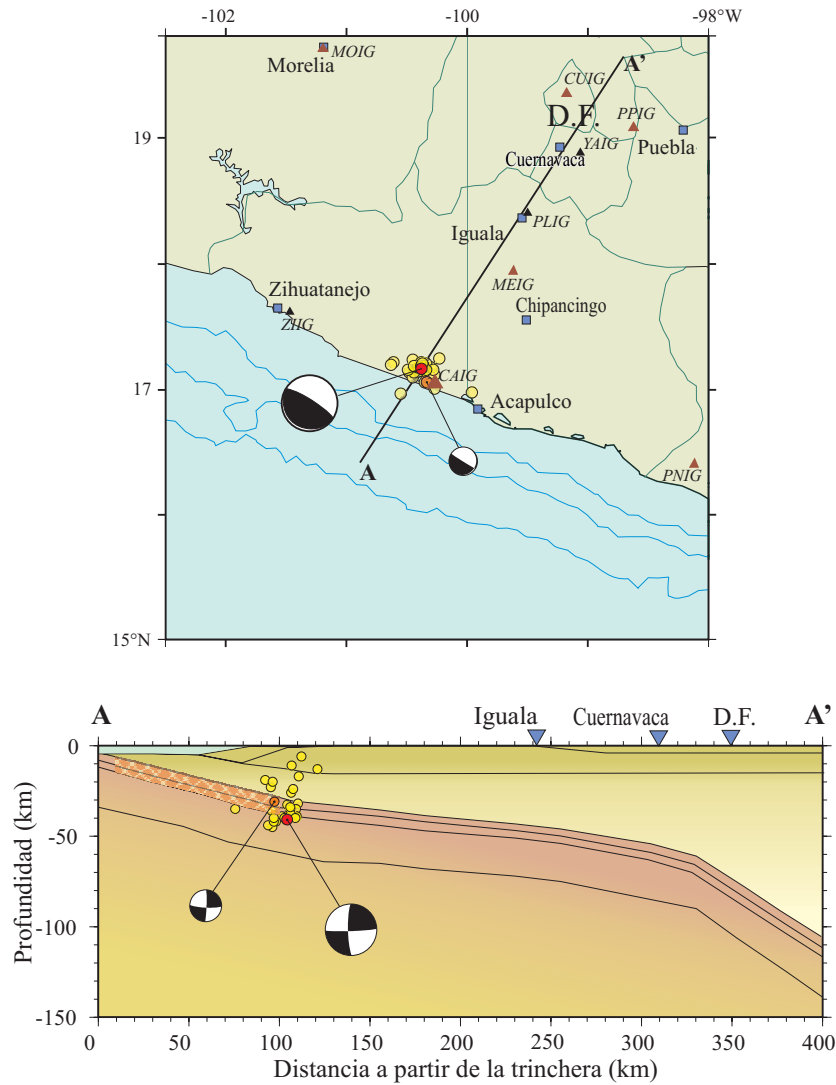 -102 -100 -98°W
MOIG
Morelia
A'
CUIG
D.F.
PPIG
19
YAIG
Puebla
Cuernavaca
Iguala
PLIG
MEIG
Zihuatanejo
Chipancingo
ZIIG
17
CAIG
Acapulco
A
PNIG
15°N
A Iguala Cuernavaca D.F. A'
0
-50
-100
-150
Profundidad (km)
0 50 100 150 200 250 300 350 400
Distancia a partir de la trinchera (km)